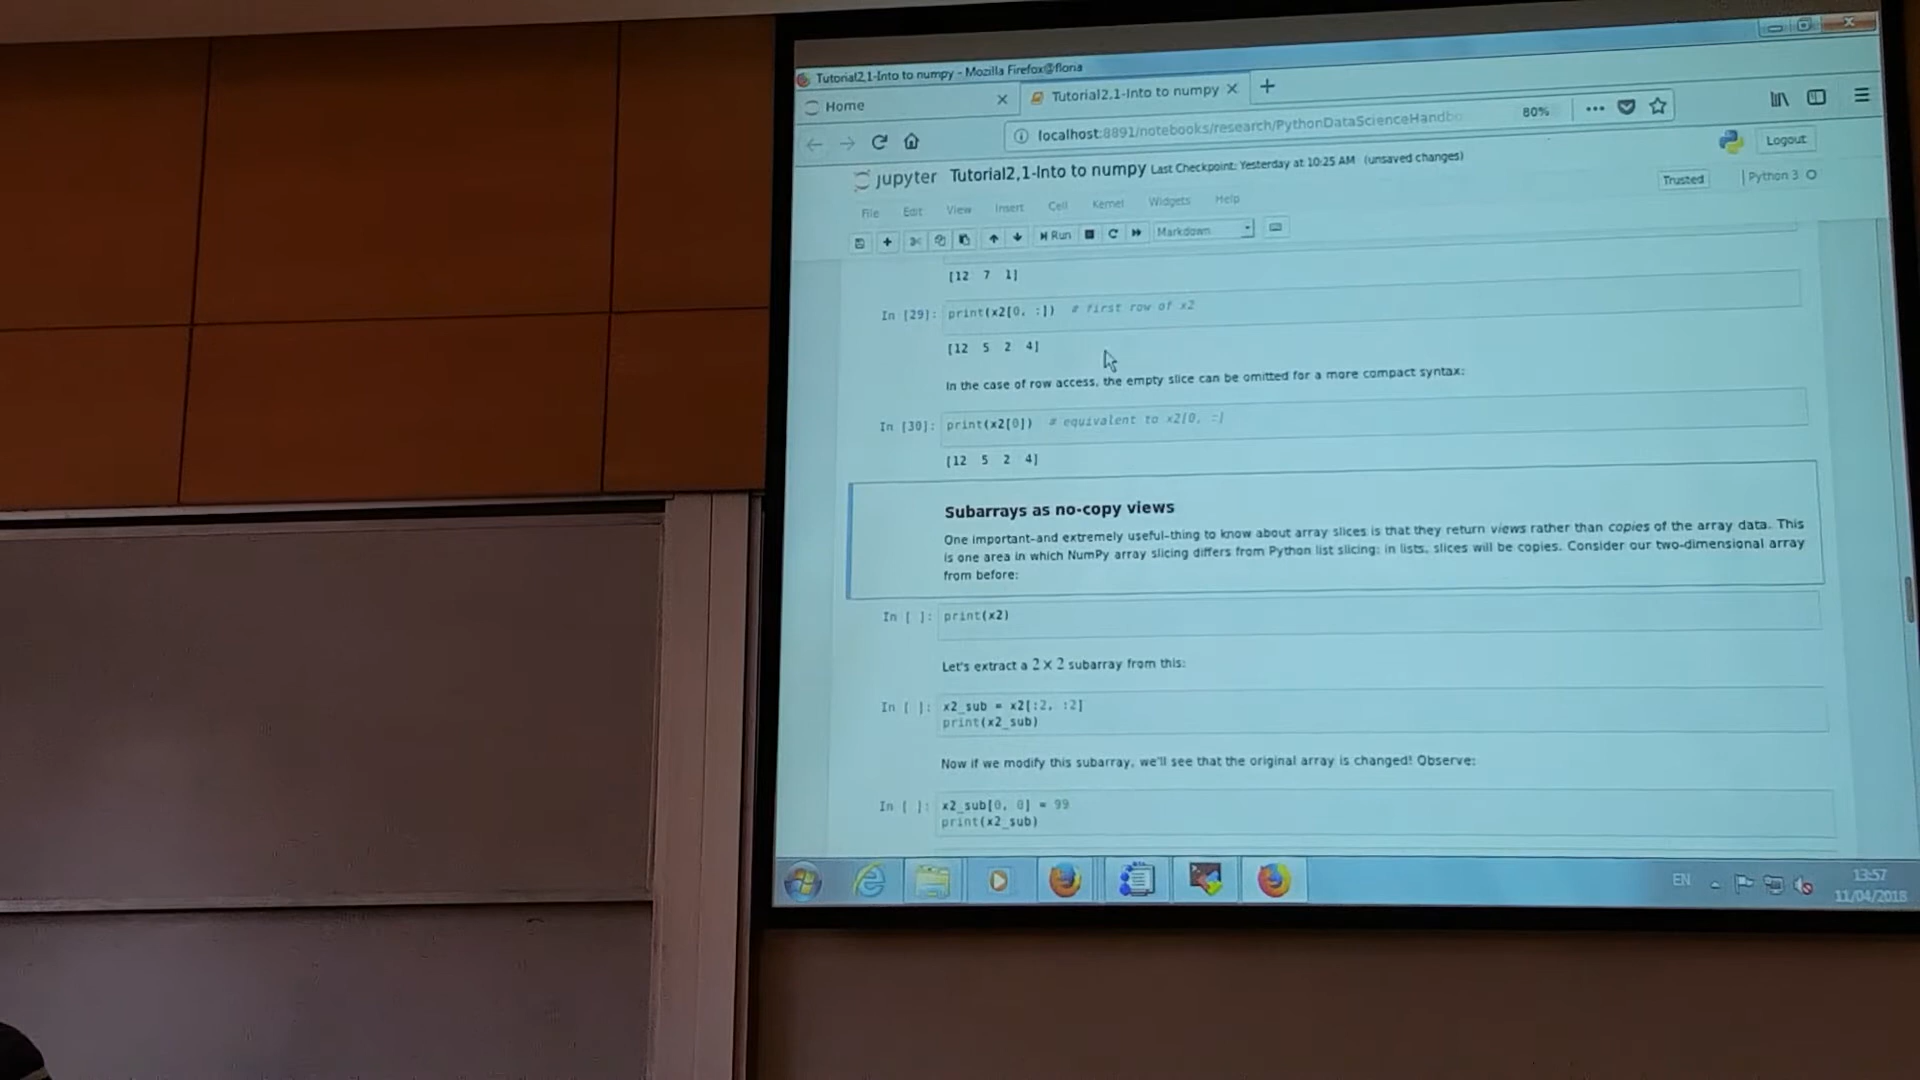 Tutorial2,1-Into to numpy - Mozilla Firefox@flona
Home
Tutorial2,1-Into to numpy
localhost:8891/notebooks/research/PythonDataScienceHandbo
80%
jupyter Tutorial2,1-Into to numpy Last Checkpoint: Yesterday at 10:25 AM (unsaved changes)
Logout
File Edit View Insert Cell Kernel Widgets Help
Trusted
Python 3
Run
Markdown
[12 7 1]
In [29]: print(x2[0, :]) # first row of x2
[12 5 2 4]
In the case of row access, the empty slice can be omitted for a more compact syntax:
In [30]: print(x2[0]) # equivalent to x2[0, :]
[12 5 2 4]
Subarrays as no-copy views
One important-and extremely useful-thing to know about array slices is that they return views rather than copies of the array data. This
is one area in which NumPy array slicing differs from Python list slicing: in lists, slices will be copies. Consider our two-dimensional array
from before:
In [ ]: print(x2)
Let's extract a 2 × 2 subarray from this:
In [ ]: x2_sub = x2[:2, :2]
print(x2_sub)
Now if we modify this subarray, we'll see that the original array is changed! Observe:
In [ ]: x2_sub[0, 0] = 99
print(x2_sub)
EN
13:57
11/04/2018